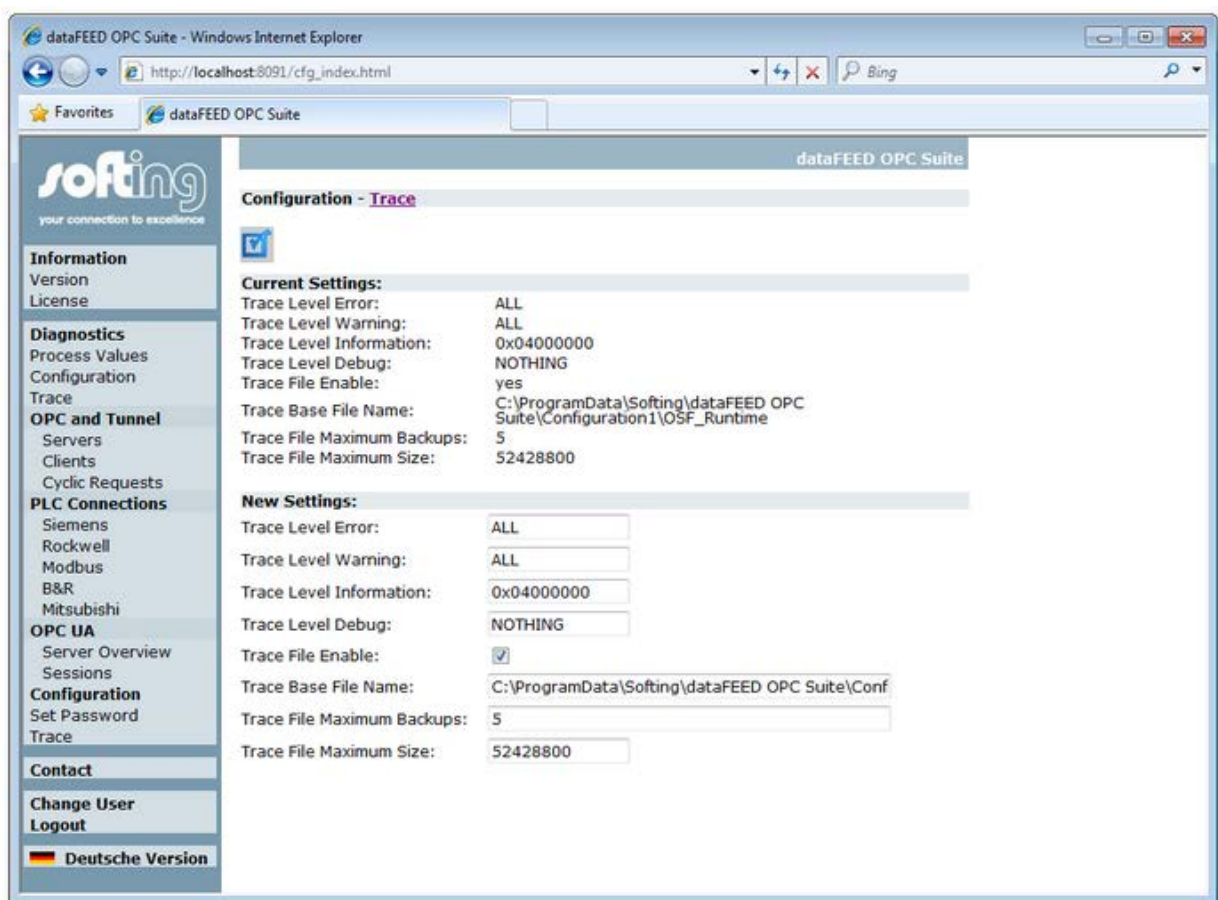 dataFEED OPC Suite - Windows Internet Explorer
http://localhost:8091/cfg_index.html
Bing
Favorites
dataFEED OPC Suite
softing
your connection to excellence
Information
Version
License
Diagnostics
Process Values
Configuration
Trace
OPC and Tunnel
Servers
Clients
Cyclic Requests
PLC Connections
Siemens
Rockwell
Modbus
B&R
Mitsubishi
OPC UA
Server Overview
Sessions
Configuration
Set Password
Trace
Contact
Change User
Logout
Deutsche Version
dataFEED OPC Suite
Configuration - Trace
Current Settings:
Trace Level Error: ALL
Trace Level Warning: ALL
Trace Level Information: 0x04000000
Trace Level Debug: NOTHING
Trace File Enable: yes
Trace Base File Name: C:\ProgramData\Softing\dataFEED OPC
Suite\Configuration1\OSF_Runtime
Trace File Maximum Backups: 5
Trace File Maximum Size: 52428800
New Settings:
Trace Level Error: ALL
Trace Level Warning: ALL
Trace Level Information: 0x04000000
Trace Level Debug: NOTHING
Trace File Enable:
Trace Base File Name: C:\ProgramData\Softing\dataFEED OPC Suite\Conf
Trace File Maximum Backups: 5
Trace File Maximum Size: 52428800